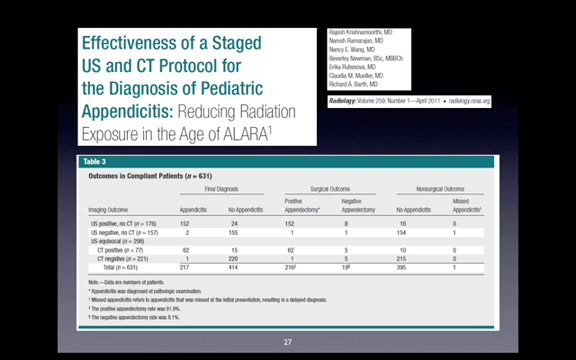 Effectiveness of a Staged
US and CT Protocol for
the Diagnosis of Pediatric
Appendicitis: Reducing Radiation
Exposure in the Age of ALARA1
Rajesh Krishnamoorthi, MD
Naresh Ramarajan, MD
Nancy E. Wang, MD
Beverley Newman, BSc, MBBCh
Erika Rubesova, MD
Claudia M. Mueller, MD
Richard A. Barth, MD
Radiology: Volume 259: Number 1—April 2011 • radiology.rsna.org
Table 3
Outcomes in Compliant Patients (n = 631)
Final Diagnosis Surgical Outcome Nonsurgical Outcome
Positive Negative Missed
Imaging Outcome Appendicitis No Appendicitis Appendectomy* Appendectomy No Appendicitis Appendicitis†
US positive, no CT (n = 176) 152 24 152 8 16 0
US negative, no CT (n = 157) 2 155 1 1 154 1
US equivocal (n = 298)
CT positive (n = 77) 62 15 62 5 10 0
CT negative (n = 221) 1 220 1 5 215 0
Total (n = 631) 217 414 216‡ 19§ 395 1
Note.—Data are numbers of patients.
* Appendicitis was diagnosed at pathologic examination.
† Missed appendicitis refers to appendicitis that was missed at the initial presentation, resulting in a delayed diagnosis.
‡ The positive appendectomy rate was 91.9%.
§ The negative appendectomy rate was 8.1%.
27